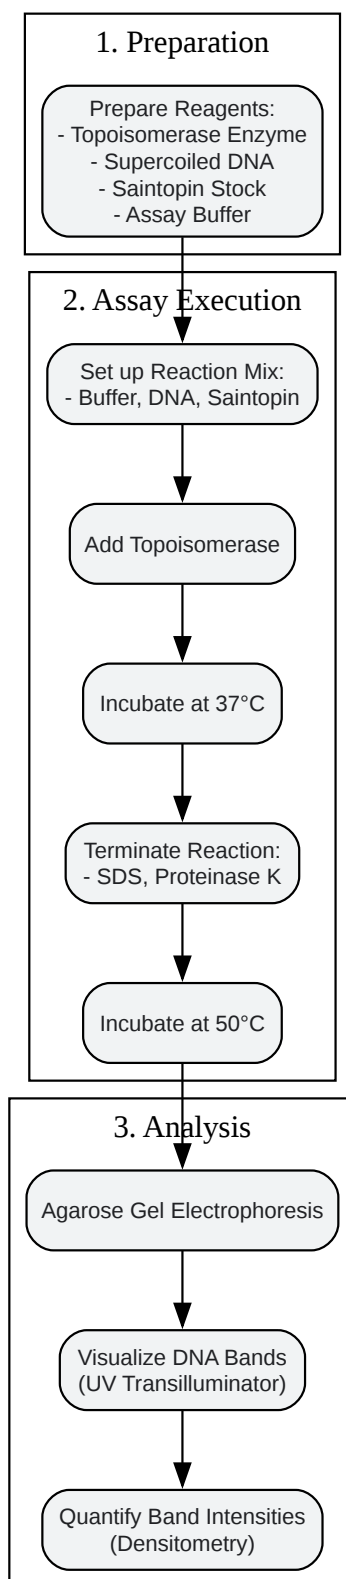 1. Preparation
Prepare Reagents:
- Topoisomerase Enzyme
- Supercoiled DNA
- Saintopin Stock
- Assay Buffer
2. Assay Execution
Set up Reaction Mix:
- Buffer, DNA, Saintopin
Add Topoisomerase
Incubate at 37°C
Terminate Reaction:
- SDS, Proteinase K
Incubate at 50°C
3. Analysis
Agarose Gel Electrophoresis
Visualize DNA Bands
(UV Transilluminator)
Quantify Band Intensities
(Densitometry)